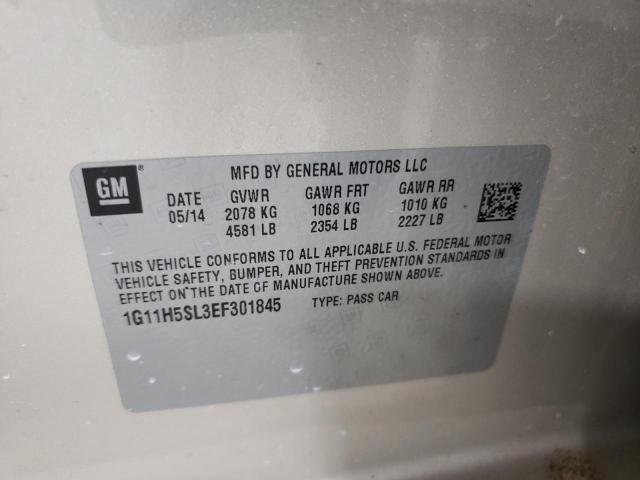 GM®
MFD BY GENERAL MOTORS LLC
DATE GVWR GAWR FRT GAWR RR
05/14 2078 KG 1068 KG 1010 KG
4581 LB 2354 LB 2227 LB
THIS VEHICLE CONFORMS TO ALL APPLICABLE U.S. FEDERAL MOTOR
VEHICLE SAFETY, BUMPER, AND THEFT PREVENTION STANDARDS IN
EFFECT ON THE DATE OF MANUFACTURE SHOWN ABOVE.
1G11H5SL3EF301845 TYPE: PASS CAR